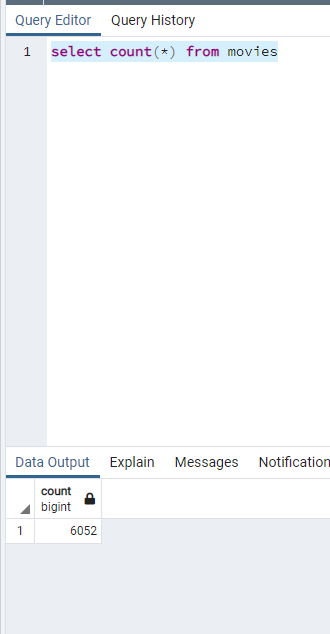 Query Editor Query History
1 select count(*) from movies
Data Output Explain Messages Notification
count
bigint
1 6052